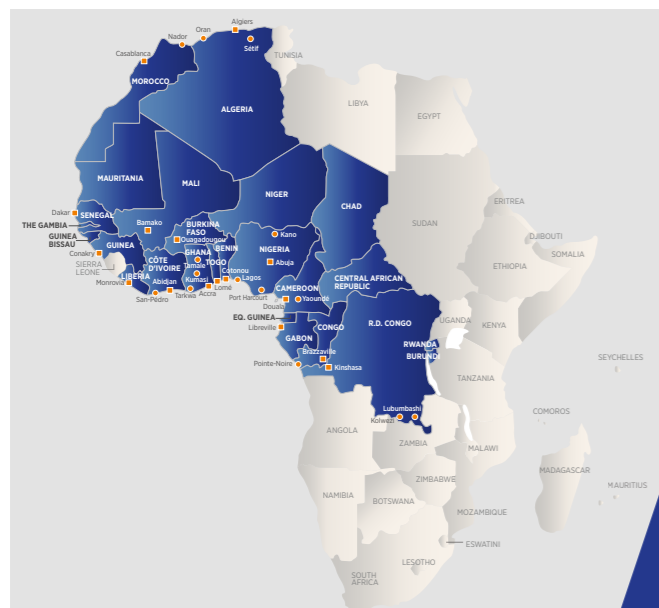 Algiers
Oran
Nador
Sétif
Casablanca
TUNISIA
MOROCCO
LIBYA
EGYPT
ALGERIA
MAURITANIA
MALI
NIGER
CHAD
SUDAN
ERITREA
Dakar
SENEGAL
THE GAMBIA
Bamako
BURKINA
FASO
Ouagadougou
Kano
GUINEA
BISSAU
GUINEA
BENIN
NIGERIA
DJIBOUTI
Conakry
CÔTE
D'IVOIRE
GHANA
Tamale
TOGO
Abuja
SOMALIA
SIERRA
LEONE
Kumasi
Cotonou
ETHIOPIA
LIBERIA
Abidjan
Lagos
CENTRAL AFRICAN
REPUBLIC
Monrovia
Lomé
CAMEROON
San-Pédro
Tarkwa
Accra
Port Harcourt
Yaoundé
Douala
EQ. GUINEA
UGANDA
KENYA
Libreville
CONGO
R.D. CONGO
GABON
RWANDA
BURUNDI
Brazzaville
SEYCHELLES
Pointe-Noire
Kinshasa
TANZANIA
Lubumbashi
Kolwezi
COMOROS
ANGOLA
ZAMBIA
MALAWI
MADAGASCAR
ZIMBABWE
MAURITIUS
NAMIBIA
BOTSWANA
MOZAMBIQUE
ESWATINI
LESOTHO
SOUTH
AFRICA